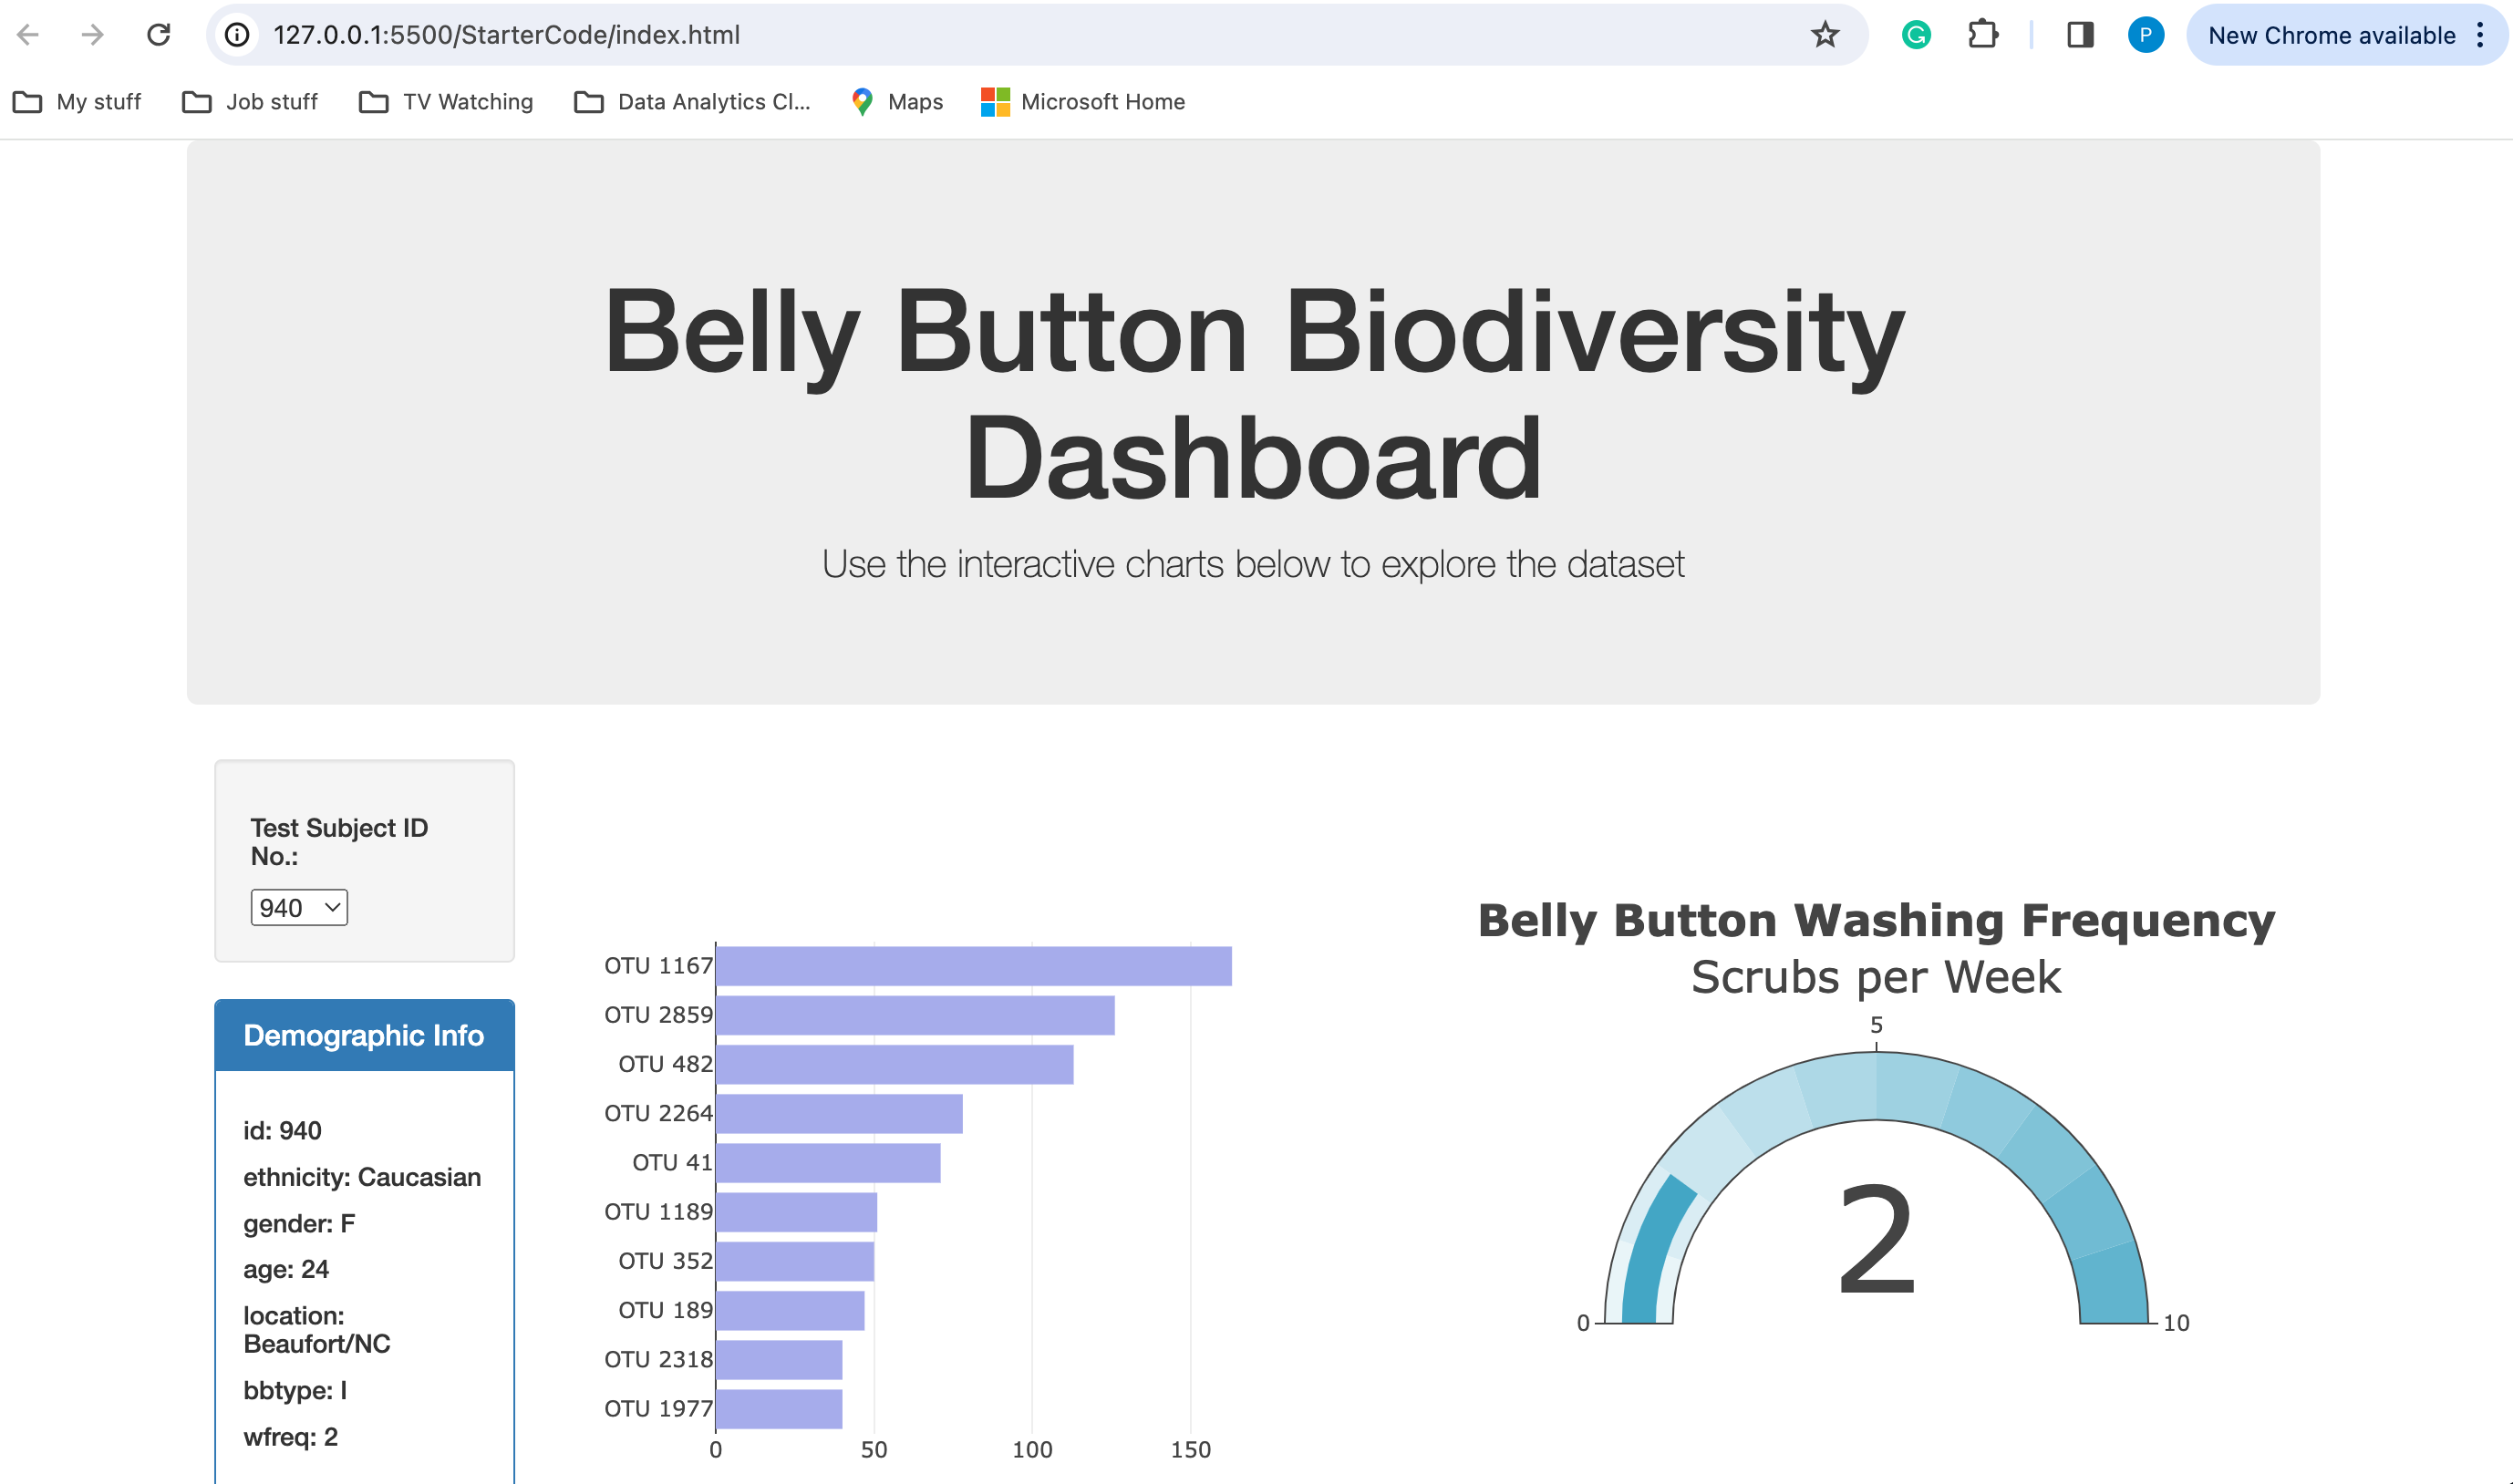 127.0.0.1:5500/StarterCode/index.html
P
New Chrome available
My stuff
Job stuff
TV Watching
Data Analytics Cl...
Maps
Microsoft Home
Belly Button Biodiversity
Dashboard
Use the interactive charts below to explore the dataset
Test Subject ID
No.:
940
Demographic Info
id: 940
ethnicity: Caucasian
gender: F
age: 24
location:
Beaufort/NC
bbtype: I
wfreq: 2
OTU 1167
OTU 2859
OTU 482
OTU 2264
OTU 41
OTU 1189
OTU 352
OTU 189
OTU 2318
OTU 1977
0 50 100 150
Belly Button Washing Frequency
Scrubs per Week
5
2
0
10